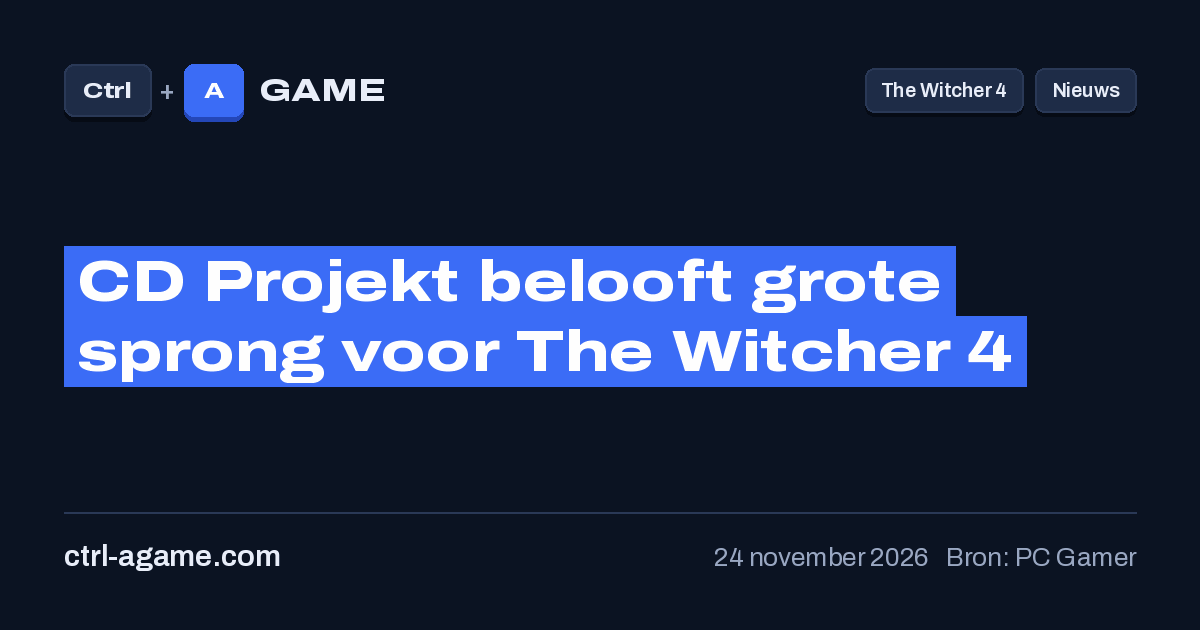 Ctrl + A GAME
The Witcher 4 Nieuws
CD Projekt belooft grote
sprong voor The Witcher 4
ctrl-agame.com
24 november 2026 Bron: PC Gamer